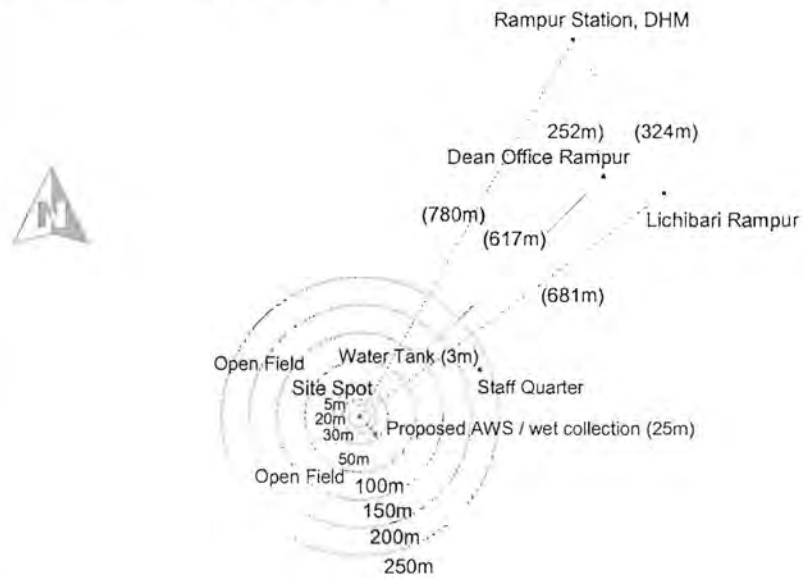 Rampur Station, DHM
252m) (324m)
Dean Office Rampur
N
(780m)
Lichibari Rampur
(617m)
(681m)
Open Field
Water Tank (3m)
Site Spot
Staff Quarter
5m
20m
Proposed AWS / wet collection (25m)
30m
50m
Open Field
100m
150m
200m
250m